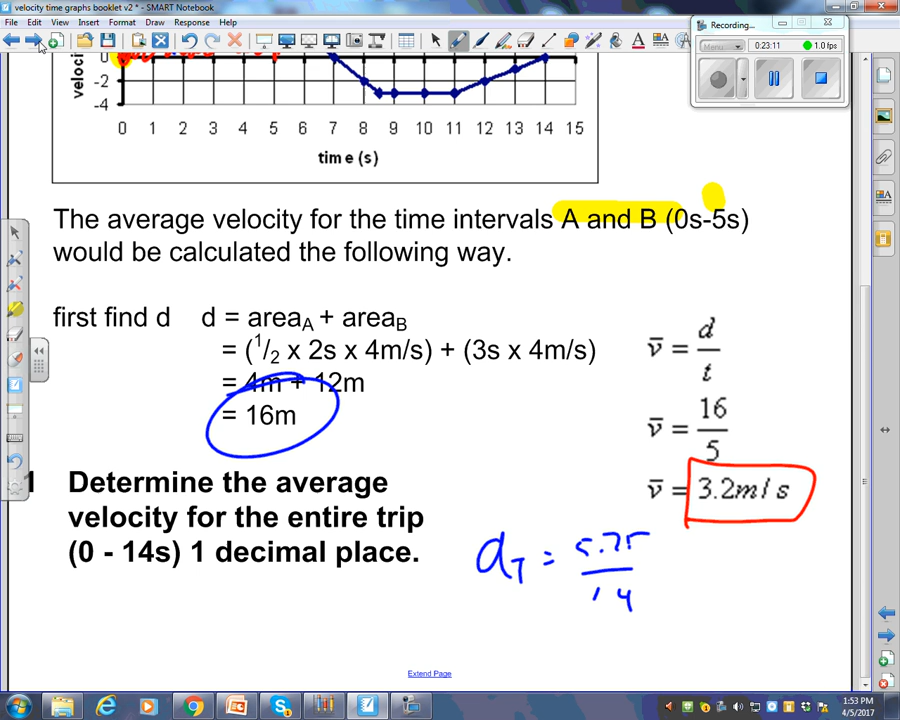 velocity time graphs booklet v2 * - SMART Notebook
File Edit View Insert Format Draw Response Help
Recording...
Menu
23:11
1.0 fps
veloci
0
-2
-4
0 1 2 3 4 5 6 7 8 9 10 11 12 13 14 15
time (s)
The average velocity for the time intervals A and B (0s-5s)
would be calculated the following way.
first find d d = areaA + areaB
= (1/2 x 2s x 4m/s) + (3s x 4m/s)
= 4m + 12m
= 16m
v̄ = d/t
v̄ = 16/5
v̄ = 3.2m/s
1 Determine the average
velocity for the entire trip
(0 - 14s) 1 decimal place.
dT = 5.75/14
Extend Page
1:53 PM
4/5/2017